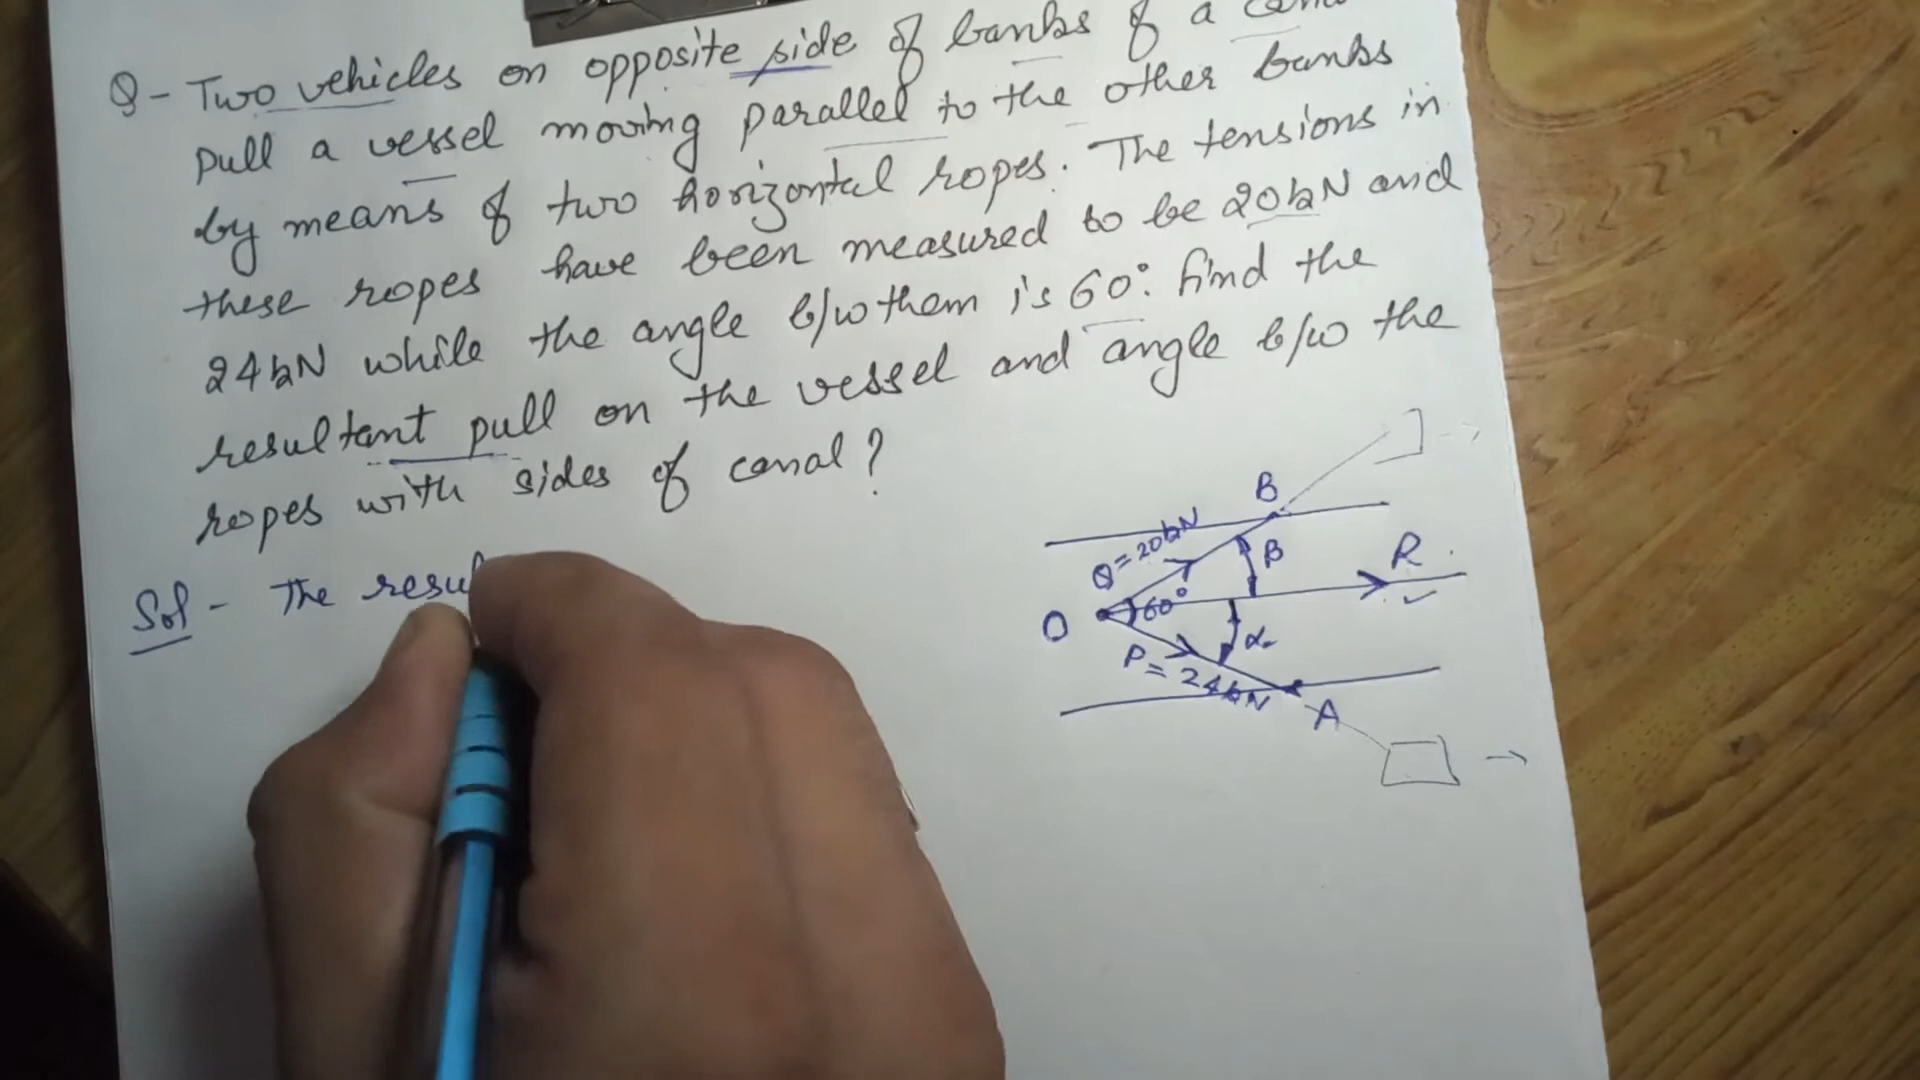 Q - Two vehicles on opposite side of banks of a
pull a vessel moving parallel to the other banks
by means of two horizontal ropes. The tensions in
these ropes have been measured to be 20kN and
24kN while the angle b/w them is 60°. find the
resultant pull on the vessel and angle b/w the
ropes with sides of canal?
Sol - The resul
B
Q = 20kN
β
R
O
60°
α
P = 24kN
A